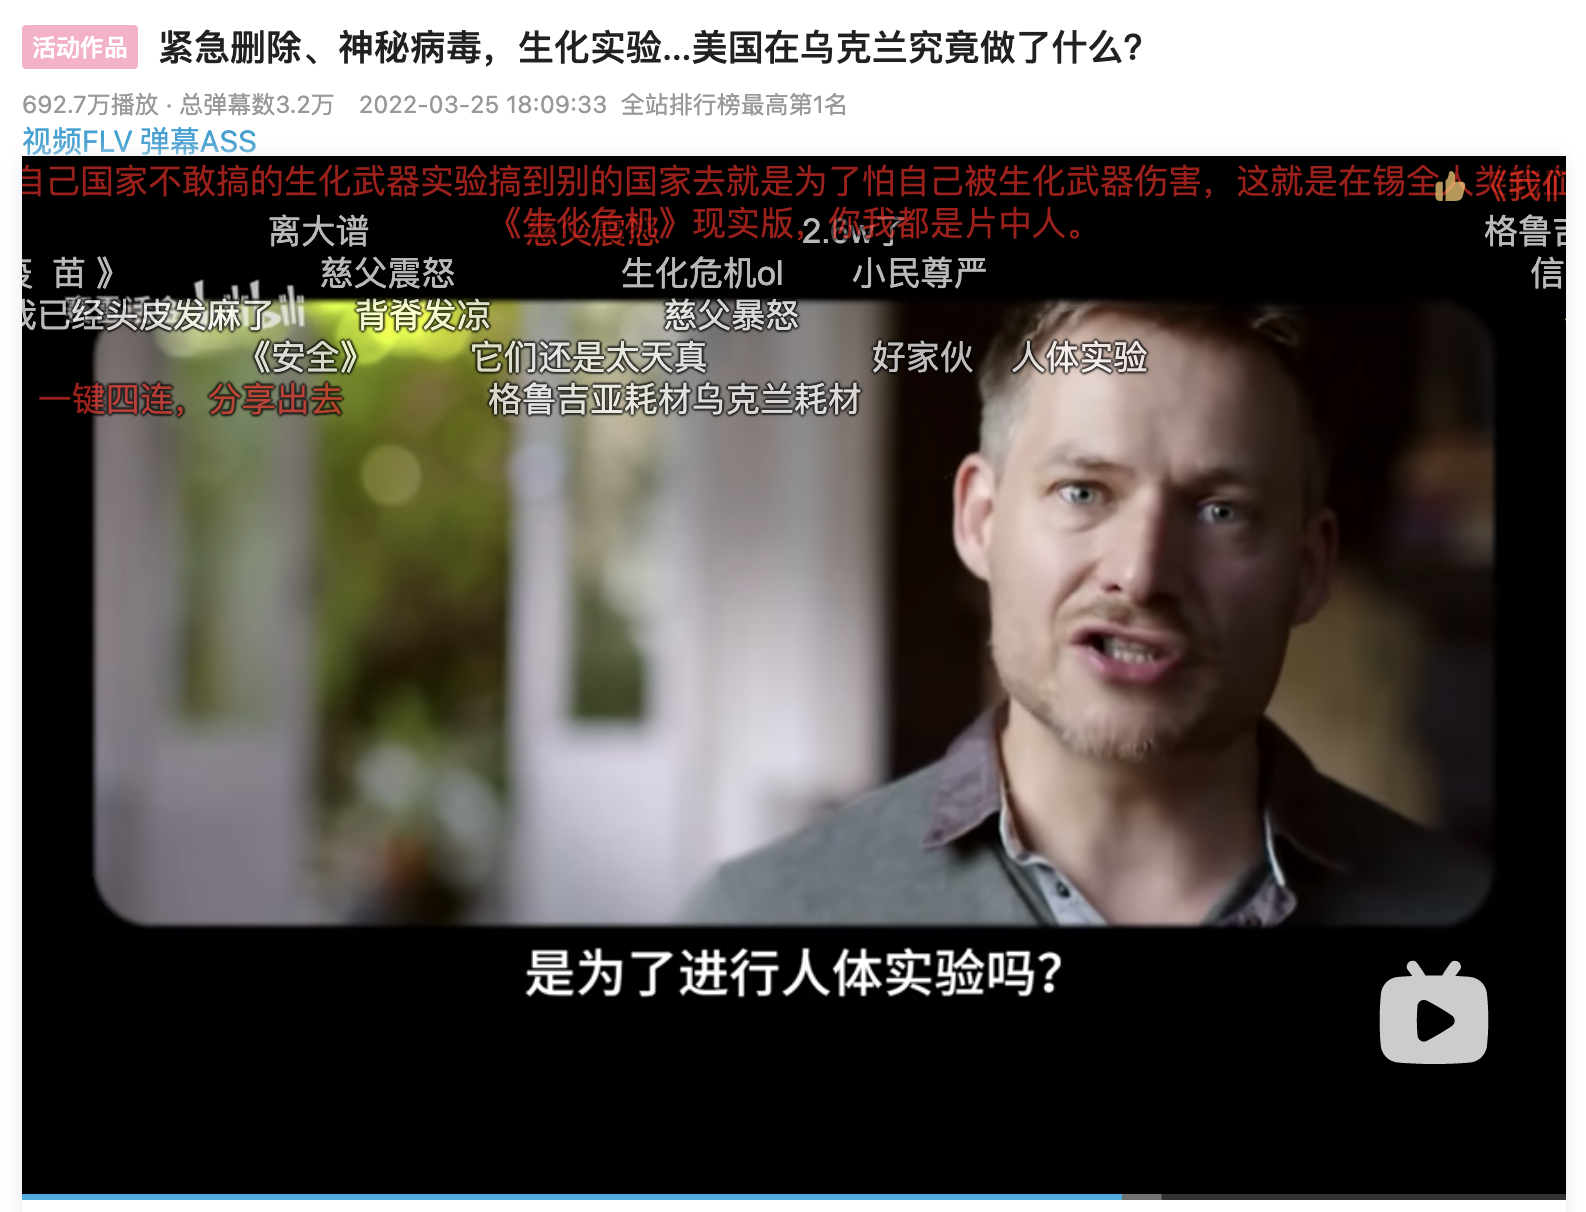 活动作品 紧急删除、神秘病毒，生化实验...美国在乌克兰究竟做了什么？
692.7万播放 · 总弹幕数3.2万 2022-03-25 18:09:33 全站排行榜最高第1名
视频FLV 弹幕ASS
自己国家不敢搞的生化武器实验搞到别的国家去就是为了怕自己被生化武器伤害，这就是在锡全人类 《我们
《生化危机》现实版，你我都是片中人。
离大谱 慈父震怒 2.6w了 格鲁吉
苗 》 慈父震怒 生化危机ol 小民尊严 信
我已经头皮发麻了 背脊发凉 慈父暴怒
《安全》 它们还是太天真 好家伙 人体实验
一键四连，分享出去 格鲁吉亚耗材乌克兰耗材
是为了进行人体实验吗？